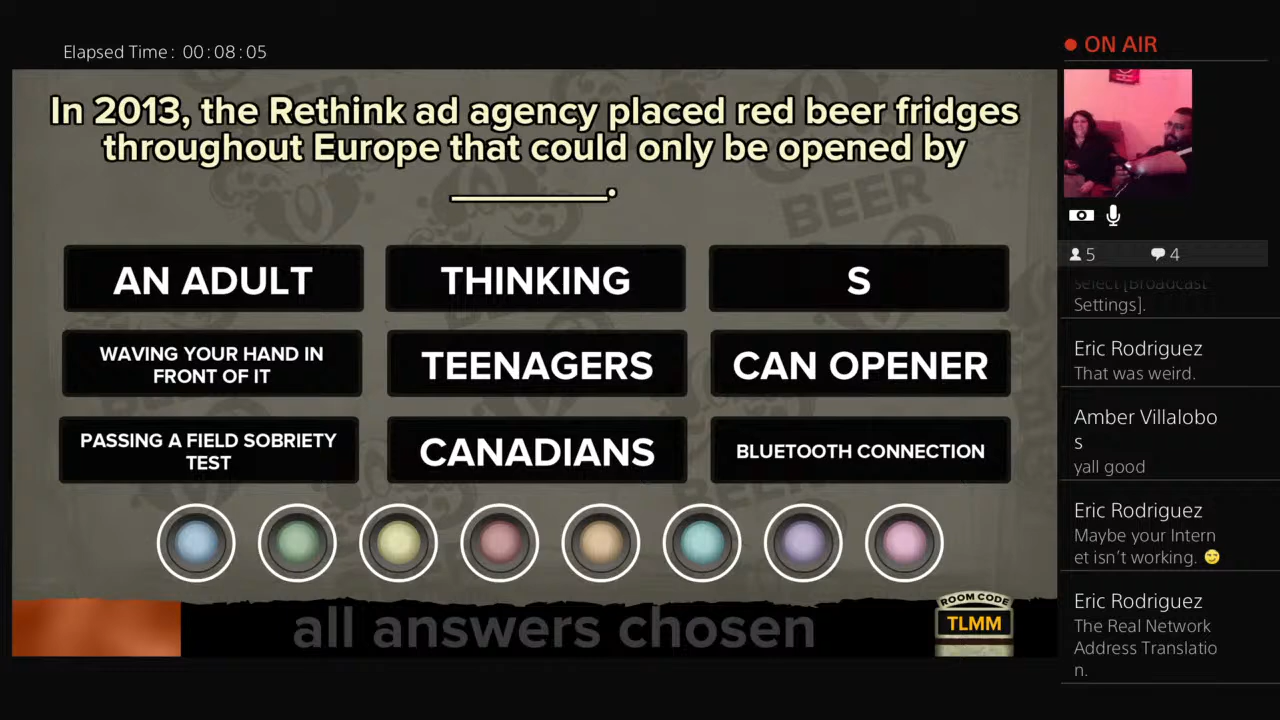 Elapsed Time: 00:08:05
ON AIR
In 2013, the Rethink ad agency placed red beer fridges
throughout Europe that could only be opened by
_________.
AN ADULT
THINKING
S
WAVING YOUR HAND IN
FRONT OF IT
TEENAGERS
CAN OPENER
PASSING A FIELD SOBRIETY
TEST
CANADIANS
BLUETOOTH CONNECTION
all answers chosen
ROOM CODE
TLMM
BEER
5
4
select [Broadcast
Settings].
Eric Rodriguez
That was weird.
Amber Villalobo
s
yall good
Eric Rodriguez
Maybe your Intern
et isn't working. 😏
Eric Rodriguez
The Real Network
Address Translatio
n.